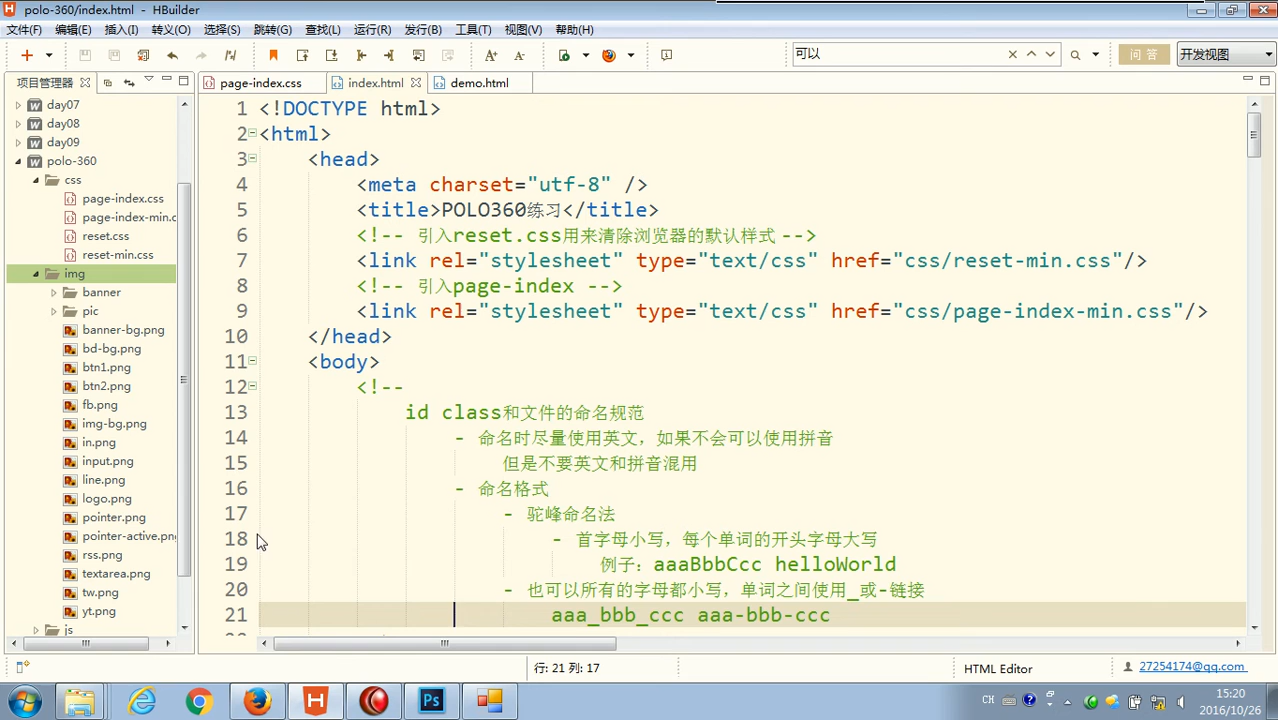 polo-360/index.html - HBuilder
文件(F) 编辑(E) 插入(I) 转义(O) 选择(S) 跳转(G) 查找(L) 运行(R) 发行(B) 工具(T) 视图(V) 帮助(H)
可以 问 答 开发视图
项目管理器
page-index.css index.html demo.html
day07
day08
day09
polo-360
css
page-index.css
page-index-min.c
reset.css
reset-min.css
img
banner
pic
banner-bg.png
bd-bg.png
btn1.png
btn2.png
fb.png
img-bg.png
in.png
input.png
line.png
logo.png
pointer.png
pointer-active.png
rss.png
textarea.png
tw.png
yt.png
js
1 <!DOCTYPE html>
2 <html>
3 <head>
4 <meta charset="utf-8" />
5 <title>POLO360练习</title>
6 <!-- 引入reset.css用来清除浏览器的默认样式 -->
7 <link rel="stylesheet" type="text/css" href="css/reset-min.css"/>
8 <!-- 引入page-index -->
9 <link rel="stylesheet" type="text/css" href="css/page-index-min.css"/>
10 </head>
11 <body>
12 <!--
13 id class和文件的命名规范
14 - 命名时尽量使用英文，如果不会可以使用拼音
15 但是不要英文和拼音混用
16 - 命名格式
17 - 驼峰命名法
18 - 首字母小写，每个单词的开头字母大写
19 例子：aaaBbbCcc helloWorld
20 - 也可以所有的字母都小写，单词之间使用_或-链接
21 aaa_bbb_ccc aaa-bbb-ccc
行: 21 列: 17 HTML Editor 27254174@qq.com
CH 15:20
2016/10/26